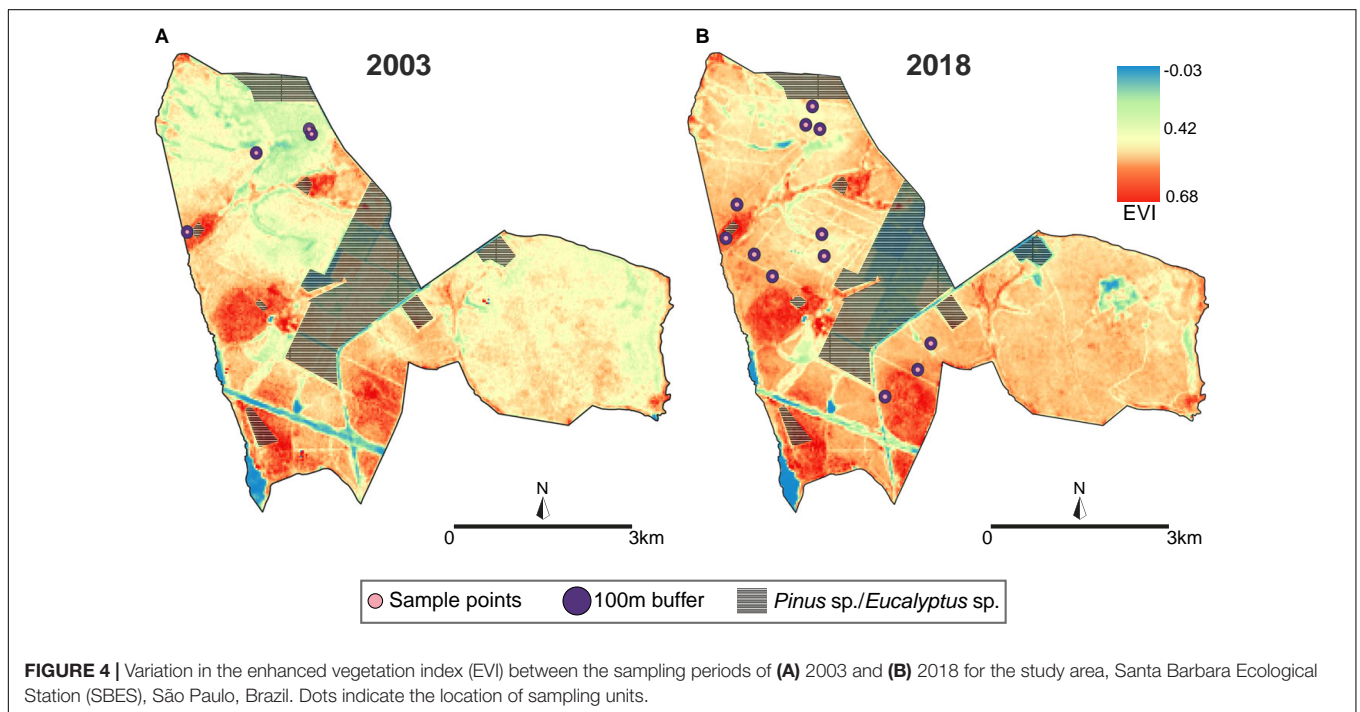 A
2003
B
2018
-0.03
0.42
0.68
EVI
N
0 3km
N
0 3km
Sample points 100m buffer Pinus sp./Eucalyptus sp.
FIGURE 4 | Variation in the enhanced vegetation index (EVI) between the sampling periods of (A) 2003 and (B) 2018 for the study area, Santa Barbara Ecological
Station (SBES), São Paulo, Brazil. Dots indicate the location of sampling units.